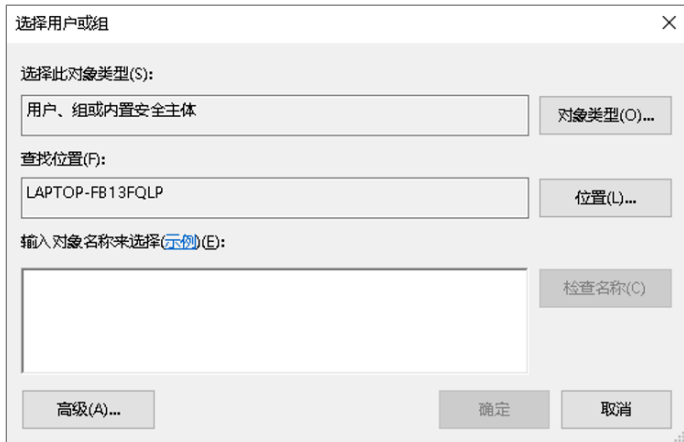 选择用户或组
选择此对象类型(S):
用户、组或内置安全主体
对象类型(O)...
查找位置(F):
LAPTOP-FB13FQLP
位置(L)...
输入对象名称来选择(示例)(E):
检查名称(C)
高级(A)...
确定
取消